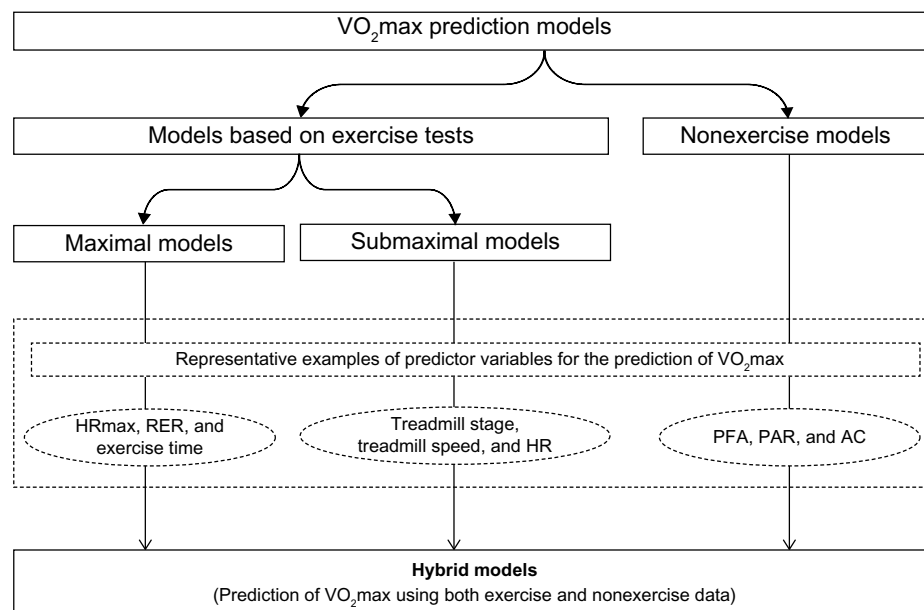 VO₂max prediction models
Models based on exercise tests
Nonexercise models
Maximal models
Submaximal models
Representative examples of predictor variables for the prediction of VO₂max
HRmax, RER, and
exercise time
Treadmill stage,
treadmill speed, and HR
PFA, PAR, and AC
Hybrid models
(Prediction of VO₂max using both exercise and nonexercise data)